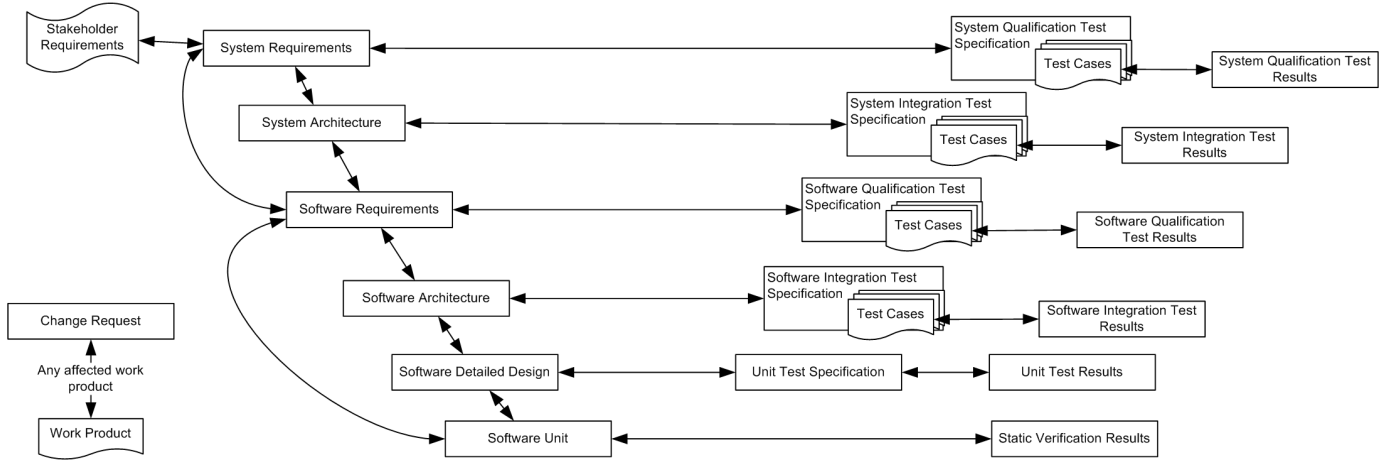 Stakeholder
Requirements
System Requirements
System Qualification Test
Specification
Test Cases
System Qualification Test
Results
System Architecture
System Integration Test
Specification
Test Cases
System Integration Test
Results
Software Requirements
Software Qualification Test
Specification
Test Cases
Software Qualification
Test Results
Software Architecture
Software Integration Test
Specification
Test Cases
Software Integration Test
Results
Change Request
Any affected work
product
Work Product
Software Detailed Design
Unit Test Specification
Unit Test Results
Software Unit
Static Verification Results